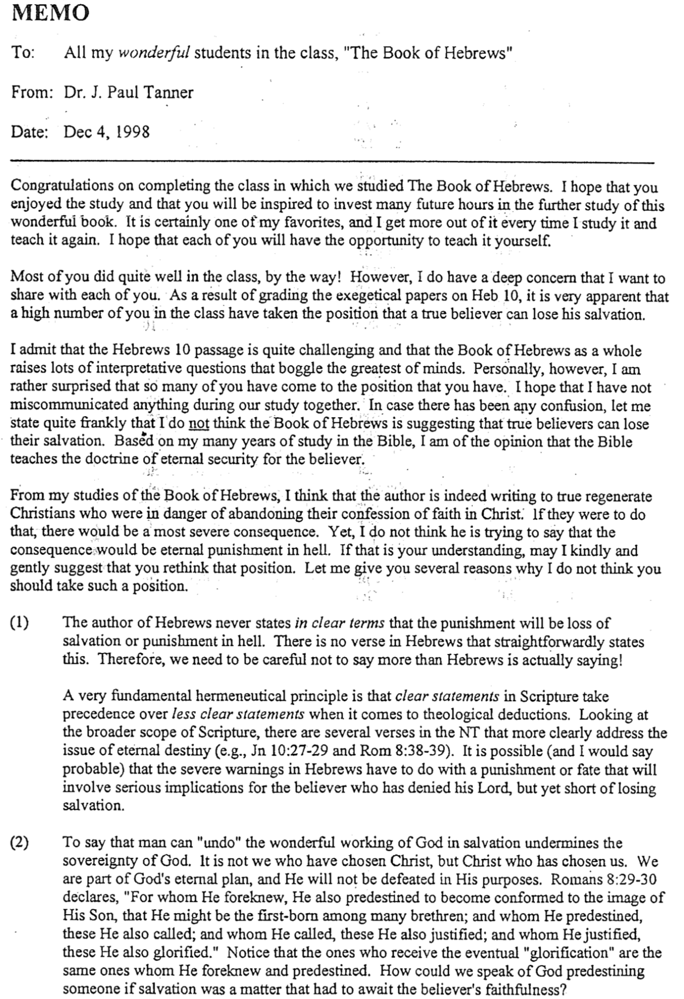 MEMO
To: All my wonderful students in the class, "The Book of Hebrews"
From: Dr. J. Paul Tanner
Date: Dec 4, 1998
Congratulations on completing the class in which we studied The Book of Hebrews. I hope that you
enjoyed the study and that you will be inspired to invest many future hours in the further study of this
wonderful book. It is certainly one of my favorites, and I get more out of it every time I study it and
teach it again. I hope that each of you will have the opportunity to teach it yourself.
Most of you did quite well in the class, by the way! However, I do have a deep concern that I want to
share with each of you. As a result of grading the exegetical papers on Heb 10, it is very apparent that
a high number of you in the class have taken the position that a true believer can lose his salvation.
I admit that the Hebrews 10 passage is quite challenging and that the Book of Hebrews as a whole
raises lots of interpretative questions that boggle the greatest of minds. Personally, however, I am
rather surprised that so many of you have come to the position that you have. I hope that I have not
miscommunicated anything during our study together. In case there has been any confusion, let me
state quite frankly that I do not think the Book of Hebrews is suggesting that true believers can lose
their salvation. Based on my many years of study in the Bible, I am of the opinion that the Bible
teaches the doctrine of eternal security for the believer.
From my studies of the Book of Hebrews, I think that the author is indeed writing to true regenerate
Christians who were in danger of abandoning their confession of faith in Christ. If they were to do
that, there would be a most severe consequence. Yet, I do not think he is trying to say that the
consequence would be eternal punishment in hell. If that is your understanding, may I kindly and
gently suggest that you rethink that position. Let me give you several reasons why I do not think you
should take such a position.
(1) The author of Hebrews never states in clear terms that the punishment will be loss of
salvation or punishment in hell. There is no verse in Hebrews that straightforwardly states
this. Therefore, we need to be careful not to say more than Hebrews is actually saying!
A very fundamental hermeneutical principle is that clear statements in Scripture take
precedence over less clear statements when it comes to theological deductions. Looking at
the broader scope of Scripture, there are several verses in the NT that more clearly address the
issue of eternal destiny (e.g., Jn 10:27-29 and Rom 8:38-39). It is possible (and I would say
probable) that the severe warnings in Hebrews have to do with a punishment or fate that will
involve serious implications for the believer who has denied his Lord, but yet short of losing
salvation.
(2) To say that man can "undo" the wonderful working of God in salvation undermines the
sovereignty of God. It is not we who have chosen Christ, but Christ who has chosen us. We
are part of God's eternal plan, and He will not be defeated in His purposes. Romans 8:29-30
declares, "For whom He foreknew, He also predestined to become conformed to the image of
His Son, that He might be the first-born among many brethren; and whom He predestined,
these He also called; and whom He called, these He also justified; and whom He justified,
these He also glorified." Notice that the ones who receive the eventual "glorification" are the
same ones whom He foreknew and predestined. How could we speak of God predestining
someone if salvation was a matter that had to await the believer's faithfulness?